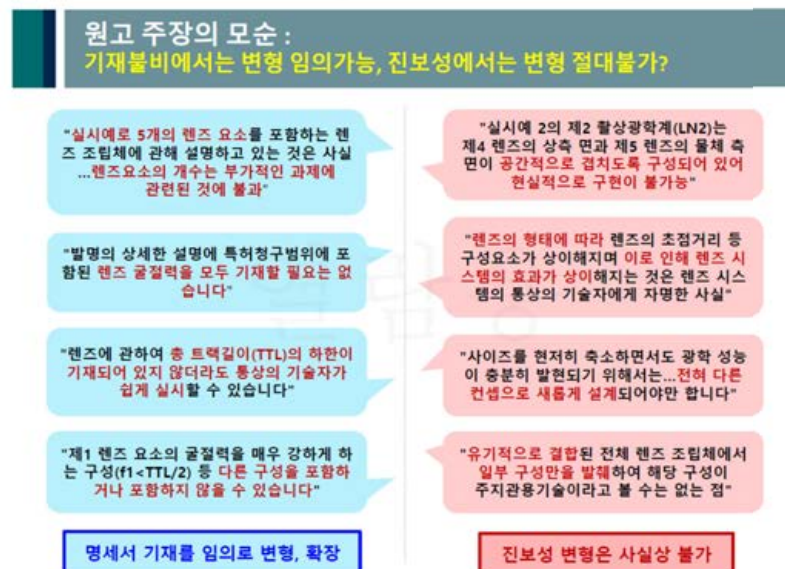 원고 주장의 모순 :
기재불비에서는 변형 임의가능, 진보성에서는 변형 절대불가?
"실시예로 5개의 렌즈 요소를 포함하는 렌
즈 조립체에 관해 설명하고 있는 것은 사실
...렌즈요소의 개수는 부가적인 과제에
관련된 것에 불과"
"발명의 상세한 설명에 특허청구범위에 포
함된 렌즈 굴절력을 모두 기재할 필요는 없
습니다"
"렌즈에 관하여 총 트랙길이(TTL)의 하한이
기재되어 있지 않더라도 통상의 기술자가
쉽게 실시할 수 있습니다"
"제1 렌즈 요소의 굴절력을 매우 강하게 하
는 구성(f1<TTL/2) 등 다른 구성을 포함하
거나 포함하지 않을 수 있습니다"
명세서 기재를 임의로 변형, 확장
"실시예 2의 제2 촬상광학계(LN2)는
제4 렌즈의 상측 면과 제5 렌즈의 물체 측
면이 공간적으로 겹치도록 구성되어 있어
현실적으로 구현이 불가능"
"렌즈의 형태에 따라 렌즈의 초점거리 등
구성요소가 상이해지며 이로 인해 렌즈 시
스템의 효과가 상이해지는 것은 렌즈 시스
템의 통상의 기술자에게 자명한 사실"
"사이즈를 현저히 축소하면서도 광학 성능
이 충분히 발현되기 위해서는...전혀 다른
컨셉으로 새롭게 설계되어야만 합니다"
"유기적으로 결합된 전체 렌즈 조립체에서
일부 구성만을 발췌하여 해당 구성이
주지관용기술이라고 볼 수는 없는 점"
진보성 변형은 사실상 불가
열람용